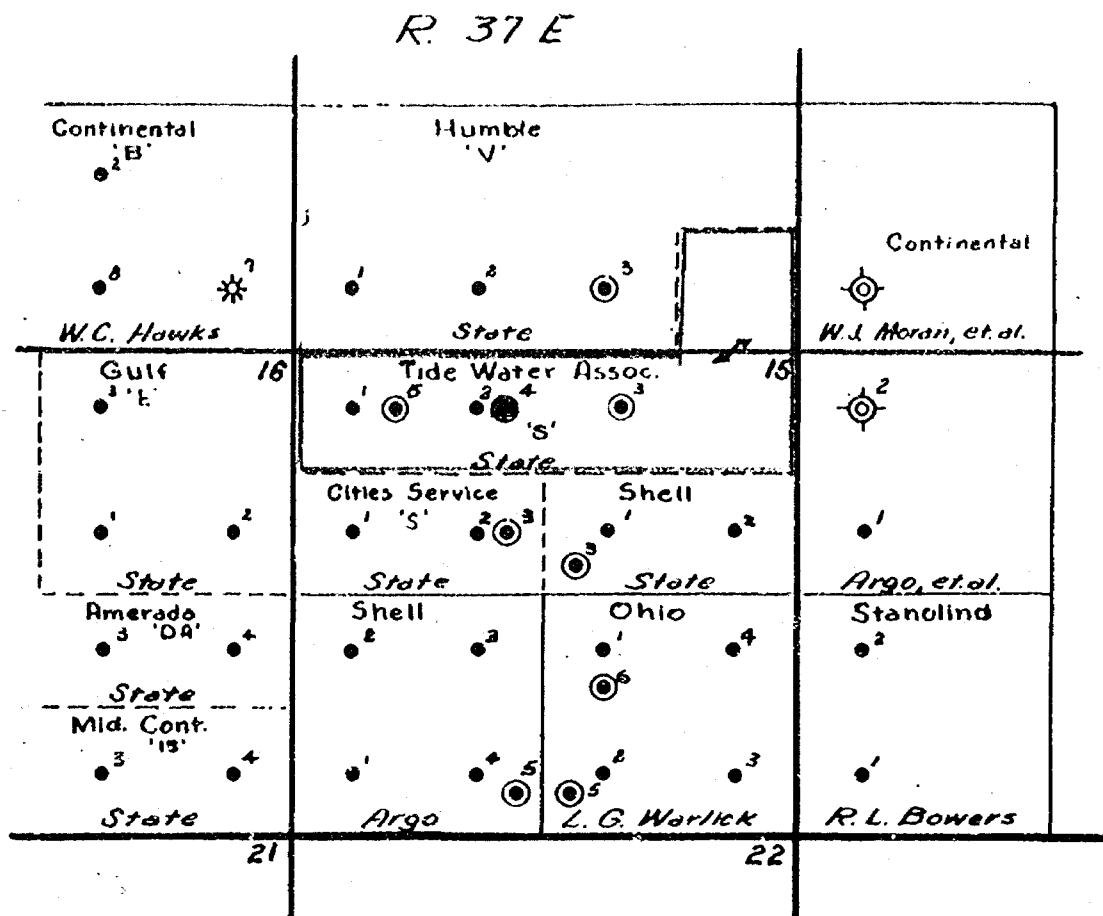 R. 37 E
Continental Humble
'B' 'V'
2
Continental
8 7 1 2 3
W.C. Hawks State W.J. Moran, et.al.
Gulf 16 Tide Water Assoc. 15
3 1 5 3 4 3 2
'S'
State
Cities Service Shell
'S'
1 2 1 2 3 1 2 1
3
State State State Argo, et.al.
Amerada Shell Ohio Stanolind
'DA'
3 4 2 3 1 4 2
6
State
Mid. Cont.
3 4 1 4 2 3 1
5 5
State Argo L. G. Warlick R. L. Bowers
21 22